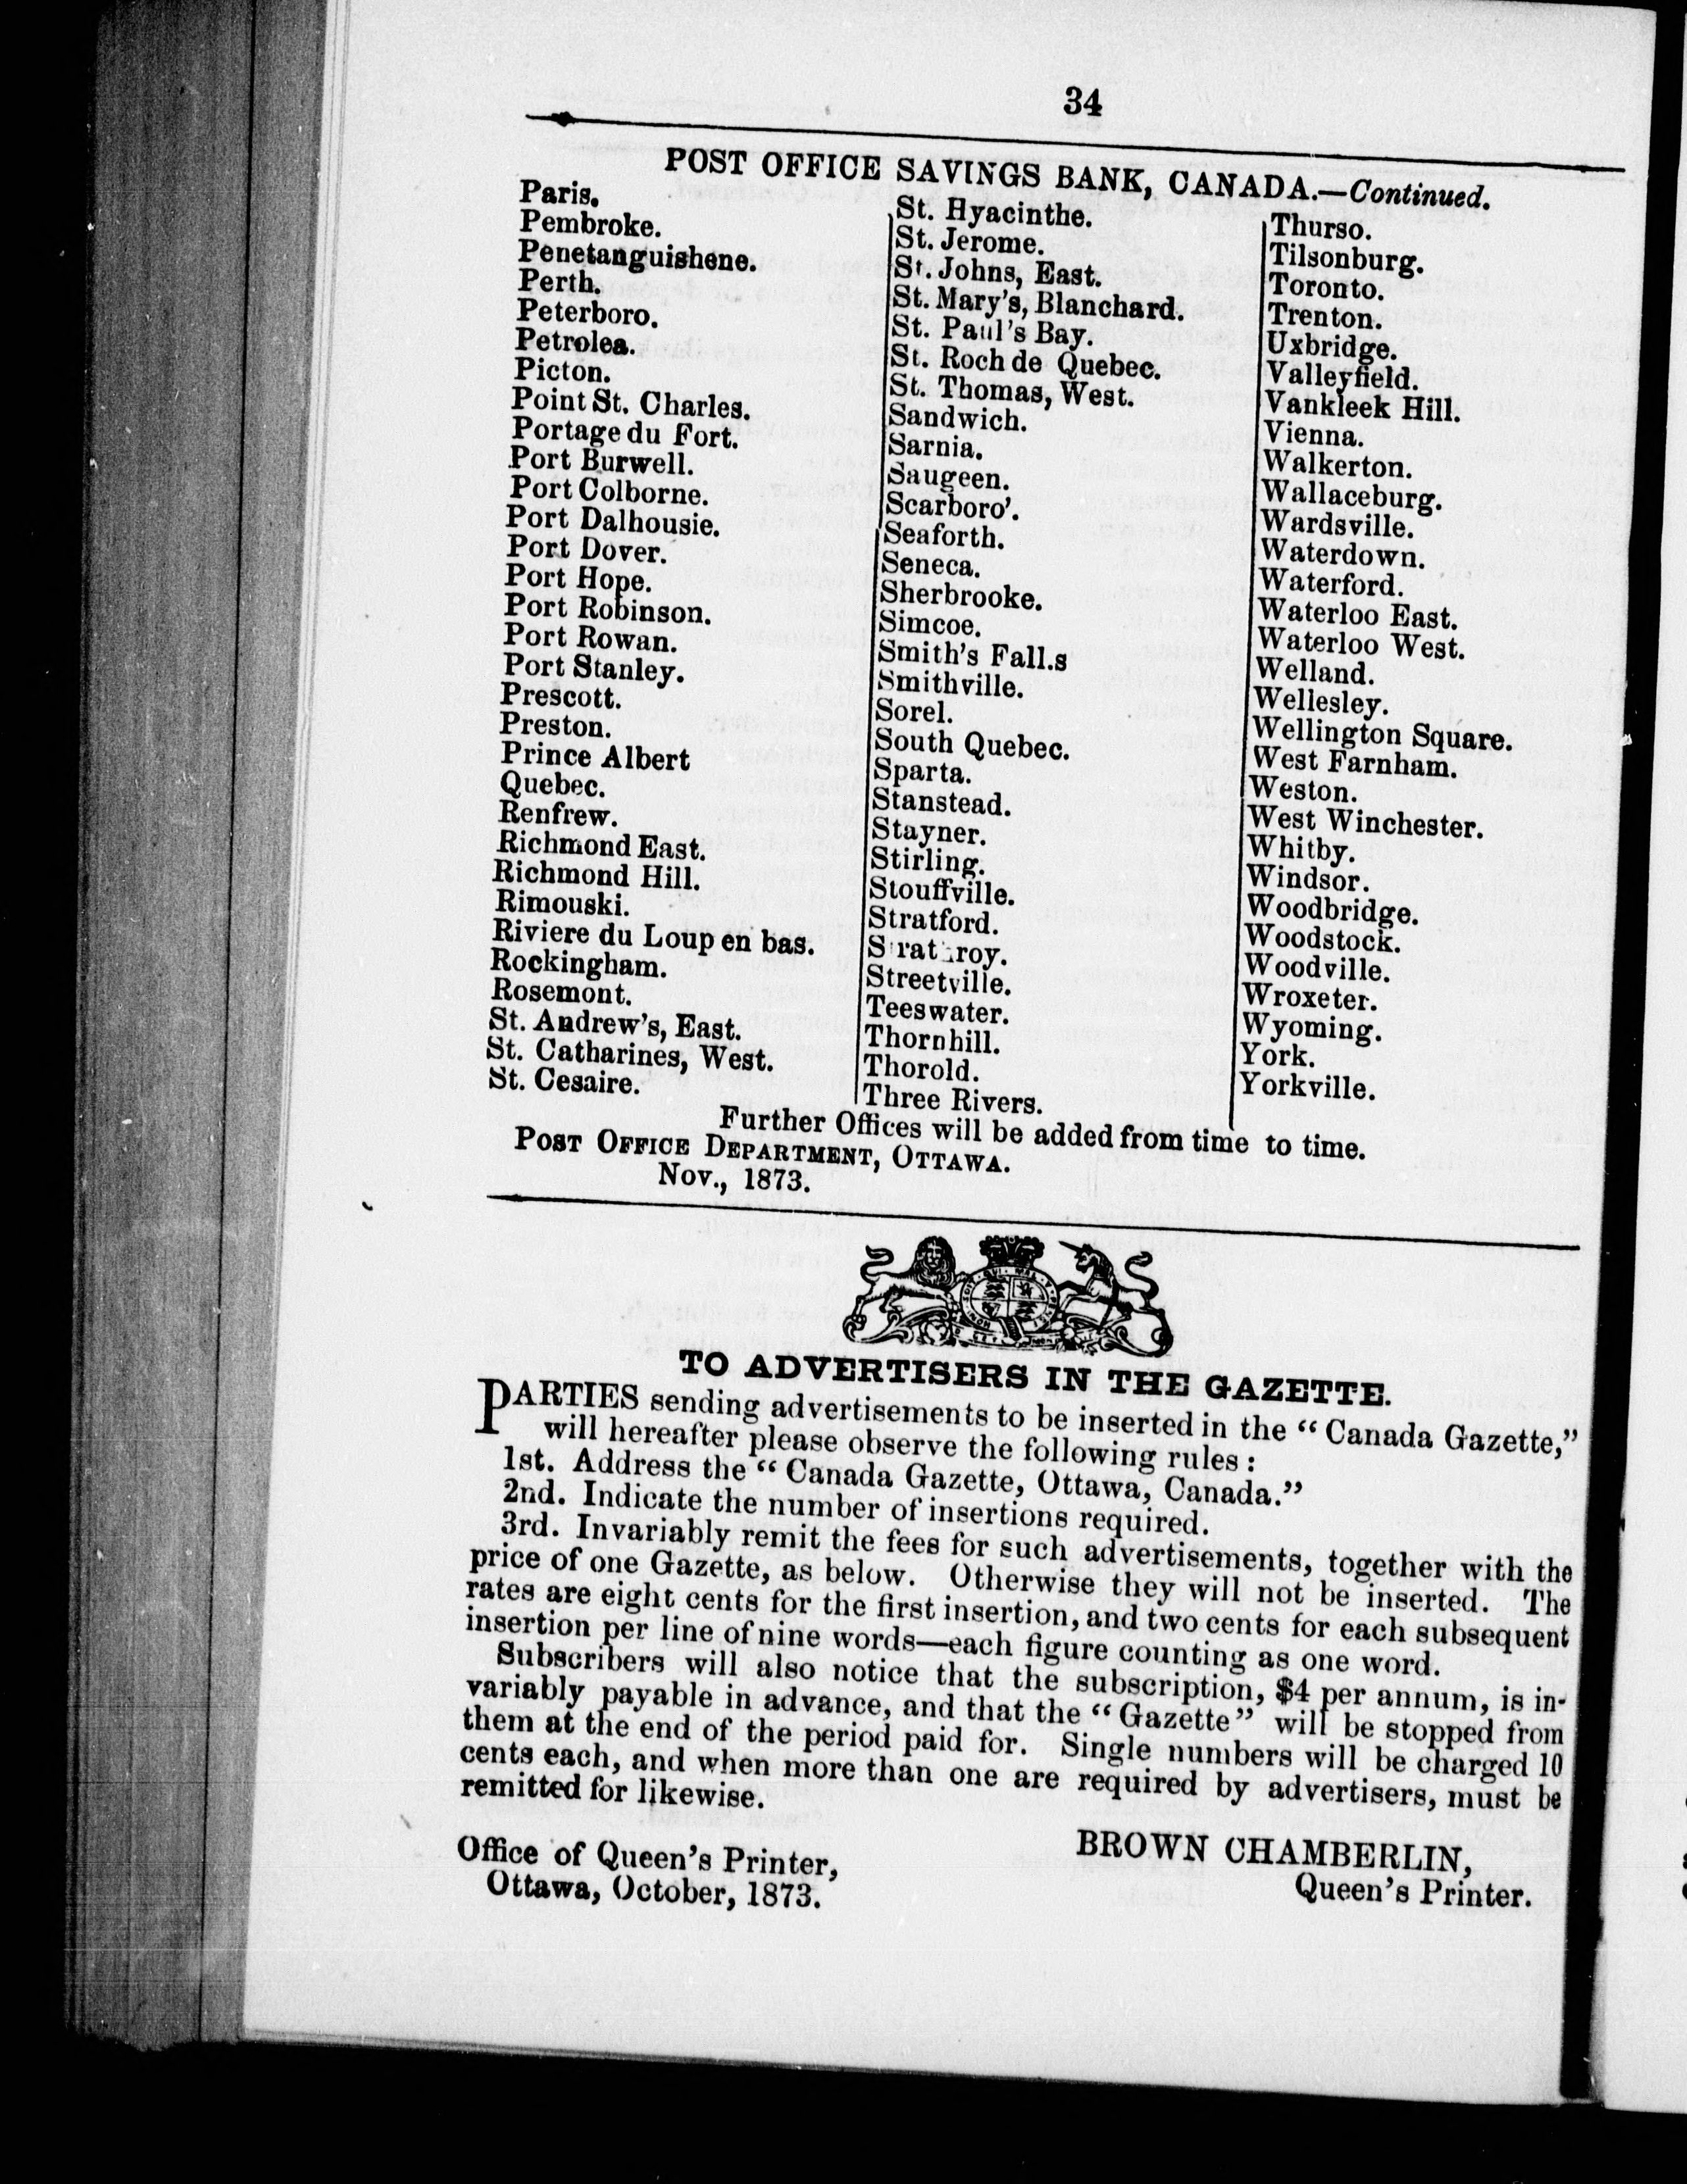 34
POST OFFICE SAVINGS BANK, CANADA.—Continued.
Paris.
Pembroke.
Penetanguishene.
Perth.
Peterboro.
Petrolea.
Picton.
Point St. Charles.
Portage du Fort.
Port Burwell.
Port Colborne.
Port Dalhousie.
Port Dover.
Port Hope.
Port Robinson.
Port Rowan.
Port Stanley.
Prescott.
Preston.
Prince Albert
Quebec.
Renfrew.
Richmond East.
Richmond Hill.
Rimouski.
Riviere du Loup en bas.
Rockingham.
Rosemont.
St. Andrew's, East.
St. Catharines, West.
St. Cesaire.
St. Hyacinthe.
St. Jerome.
St. Johns, East.
St. Mary's, Blanchard.
St. Paul's Bay.
St. Roch de Quebec.
St. Thomas, West.
Sandwich.
Sarnia.
Saugeen.
Scarboro'.
Seaforth.
Seneca.
Sherbrooke.
Simcoe.
Smith's Fall.s
Smithville.
Sorel.
South Quebec.
Sparta.
Stanstead.
Stayner.
Stirling.
Stouffville.
Stratford.
Strathroy.
Streetville.
Teeswater.
Thornhill.
Thorold.
Three Rivers.
Thurso.
Tilsonburg.
Toronto.
Trenton.
Uxbridge.
Valleyfield.
Vankleek Hill.
Vienna.
Walkerton.
Wallaceburg.
Wardsville.
Waterdown.
Waterford.
Waterloo East.
Waterloo West.
Welland.
Wellesley.
Wellington Square.
West Farnham.
Weston.
West Winchester.
Whitby.
Windsor.
Woodbridge.
Woodstock.
Woodville.
Wroxeter.
Wyoming.
York.
Yorkville.
Further Offices will be added from time to time.
POST OFFICE DEPARTMENT, OTTAWA.
Nov., 1873.
TO ADVERTISERS IN THE GAZETTE.
PARTIES sending advertisements to be inserted in the “Canada Gazette,”
will hereafter please observe the following rules :
1st. Address the “Canada Gazette, Ottawa, Canada.”
2nd. Indicate the number of insertions required.
3rd. Invariably remit the fees for such advertisements, together with the
price of one Gazette, as below. Otherwise they will not be inserted. The
rates are eight cents for the first insertion, and two cents for each subsequent
insertion per line of nine words—each figure counting as one word.
Subscribers will also notice that the subscription, $4 per annum, is in-
variably payable in advance, and that the “Gazette” will be stopped from
them at the end of the period paid for. Single numbers will be charged 10
cents each, and when more than one are required by advertisers, must be
remitted for likewise.
BROWN CHAMBERLIN,
Queen's Printer.
Office of Queen's Printer,
Ottawa, October, 1873.